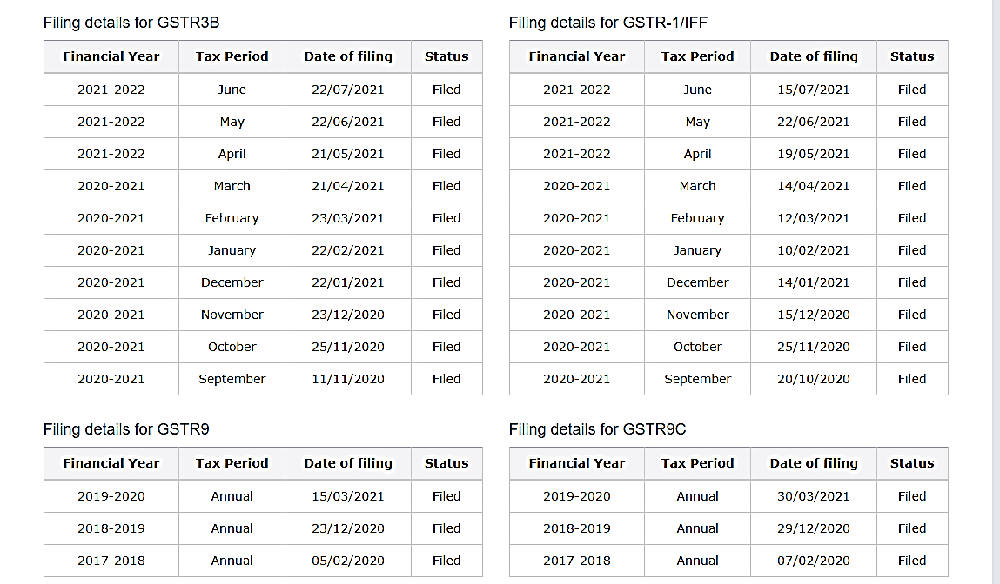 Filing details for GSTR3B
Financial Year Tax Period Date of filing Status
2021-2022 June 22/07/2021 Filed
2021-2022 May 22/06/2021 Filed
2021-2022 April 21/05/2021 Filed
2020-2021 March 21/04/2021 Filed
2020-2021 February 23/03/2021 Filed
2020-2021 January 22/02/2021 Filed
2020-2021 December 22/01/2021 Filed
2020-2021 November 23/12/2020 Filed
2020-2021 October 25/11/2020 Filed
2020-2021 September 11/11/2020 Filed
Filing details for GSTR-1/IFF
Financial Year Tax Period Date of filing Status
2021-2022 June 15/07/2021 Filed
2021-2022 May 22/06/2021 Filed
2021-2022 April 19/05/2021 Filed
2020-2021 March 14/04/2021 Filed
2020-2021 February 12/03/2021 Filed
2020-2021 January 10/02/2021 Filed
2020-2021 December 14/01/2021 Filed
2020-2021 November 15/12/2020 Filed
2020-2021 October 25/11/2020 Filed
2020-2021 September 20/10/2020 Filed
Filing details for GSTR9
Financial Year Tax Period Date of filing Status
2019-2020 Annual 15/03/2021 Filed
2018-2019 Annual 23/12/2020 Filed
2017-2018 Annual 05/02/2020 Filed
Filing details for GSTR9C
Financial Year Tax Period Date of filing Status
2019-2020 Annual 30/03/2021 Filed
2018-2019 Annual 29/12/2020 Filed
2017-2018 Annual 07/02/2020 Filed